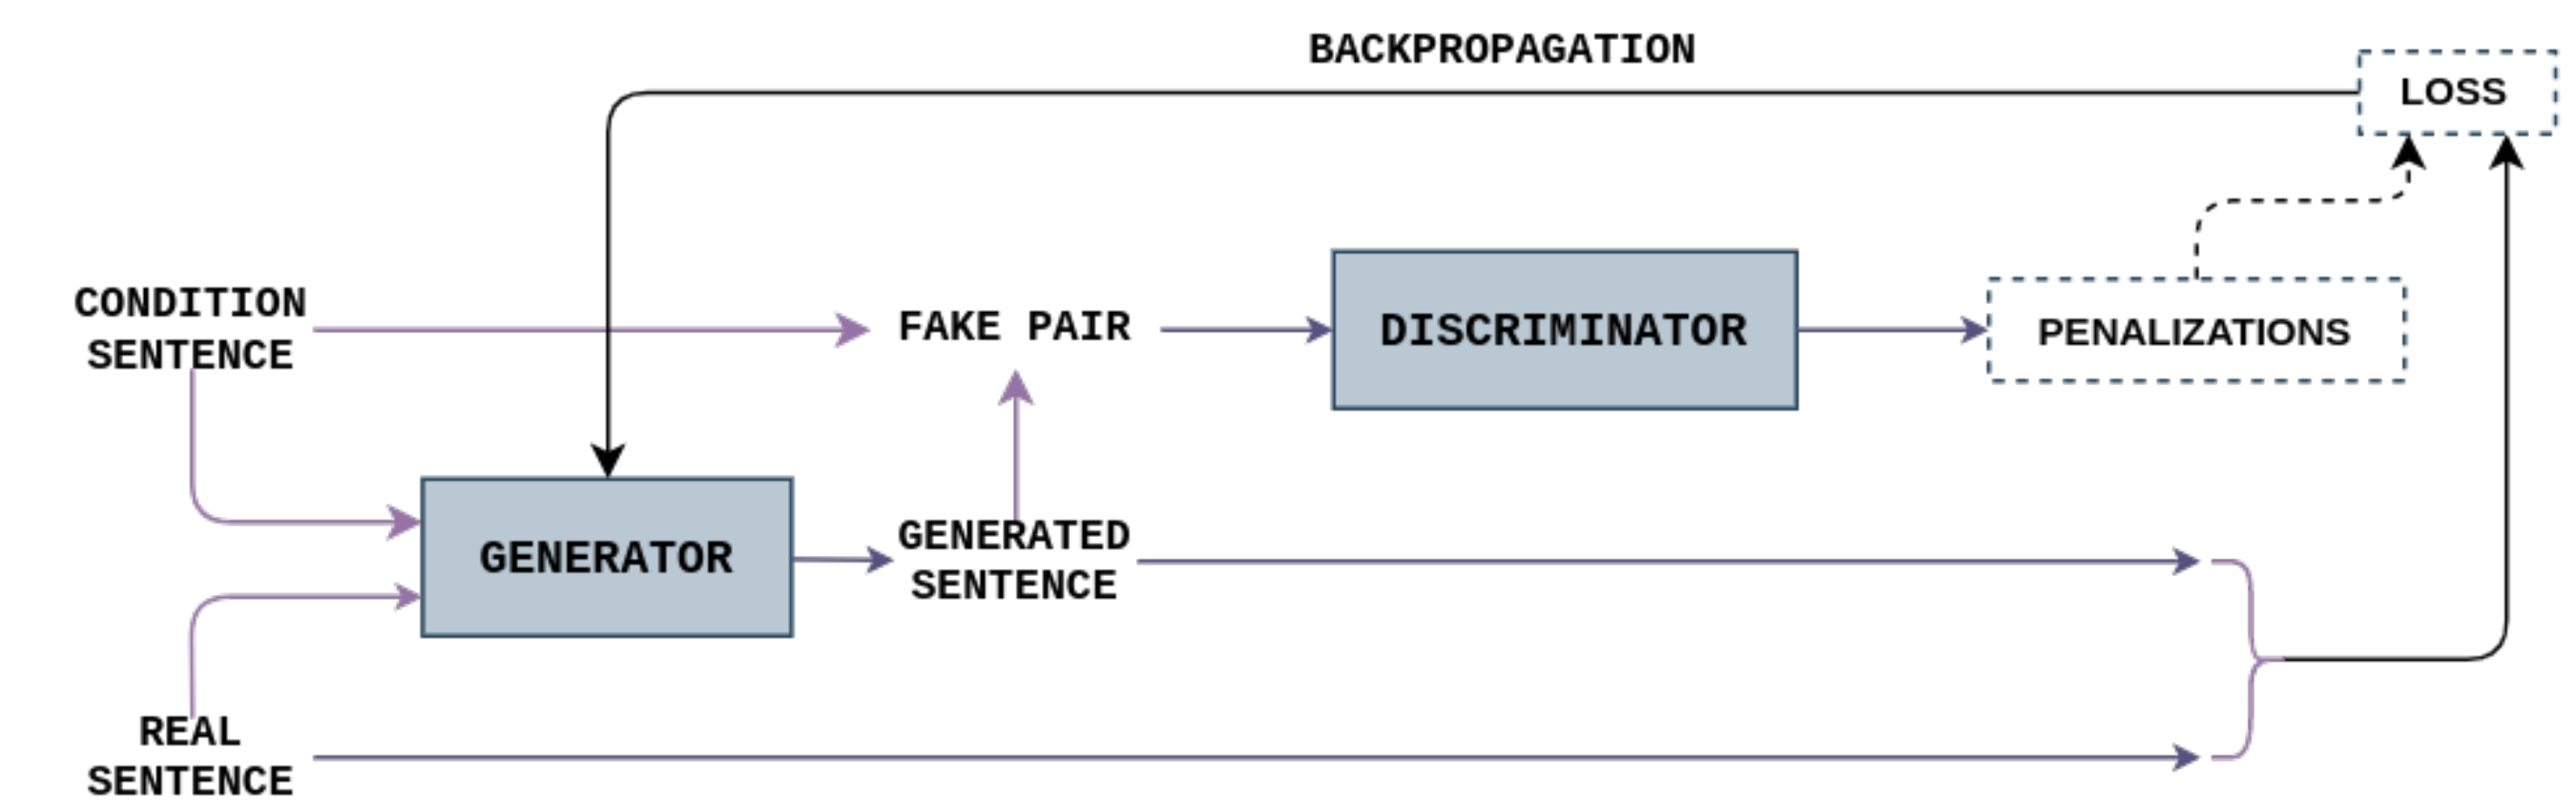 BACKPROPAGATION
LOSS
CONDITION
SENTENCE
FAKE PAIR
DISCRIMINATOR
PENALIZATIONS
GENERATOR
GENERATED
SENTENCE
REAL
SENTENCE